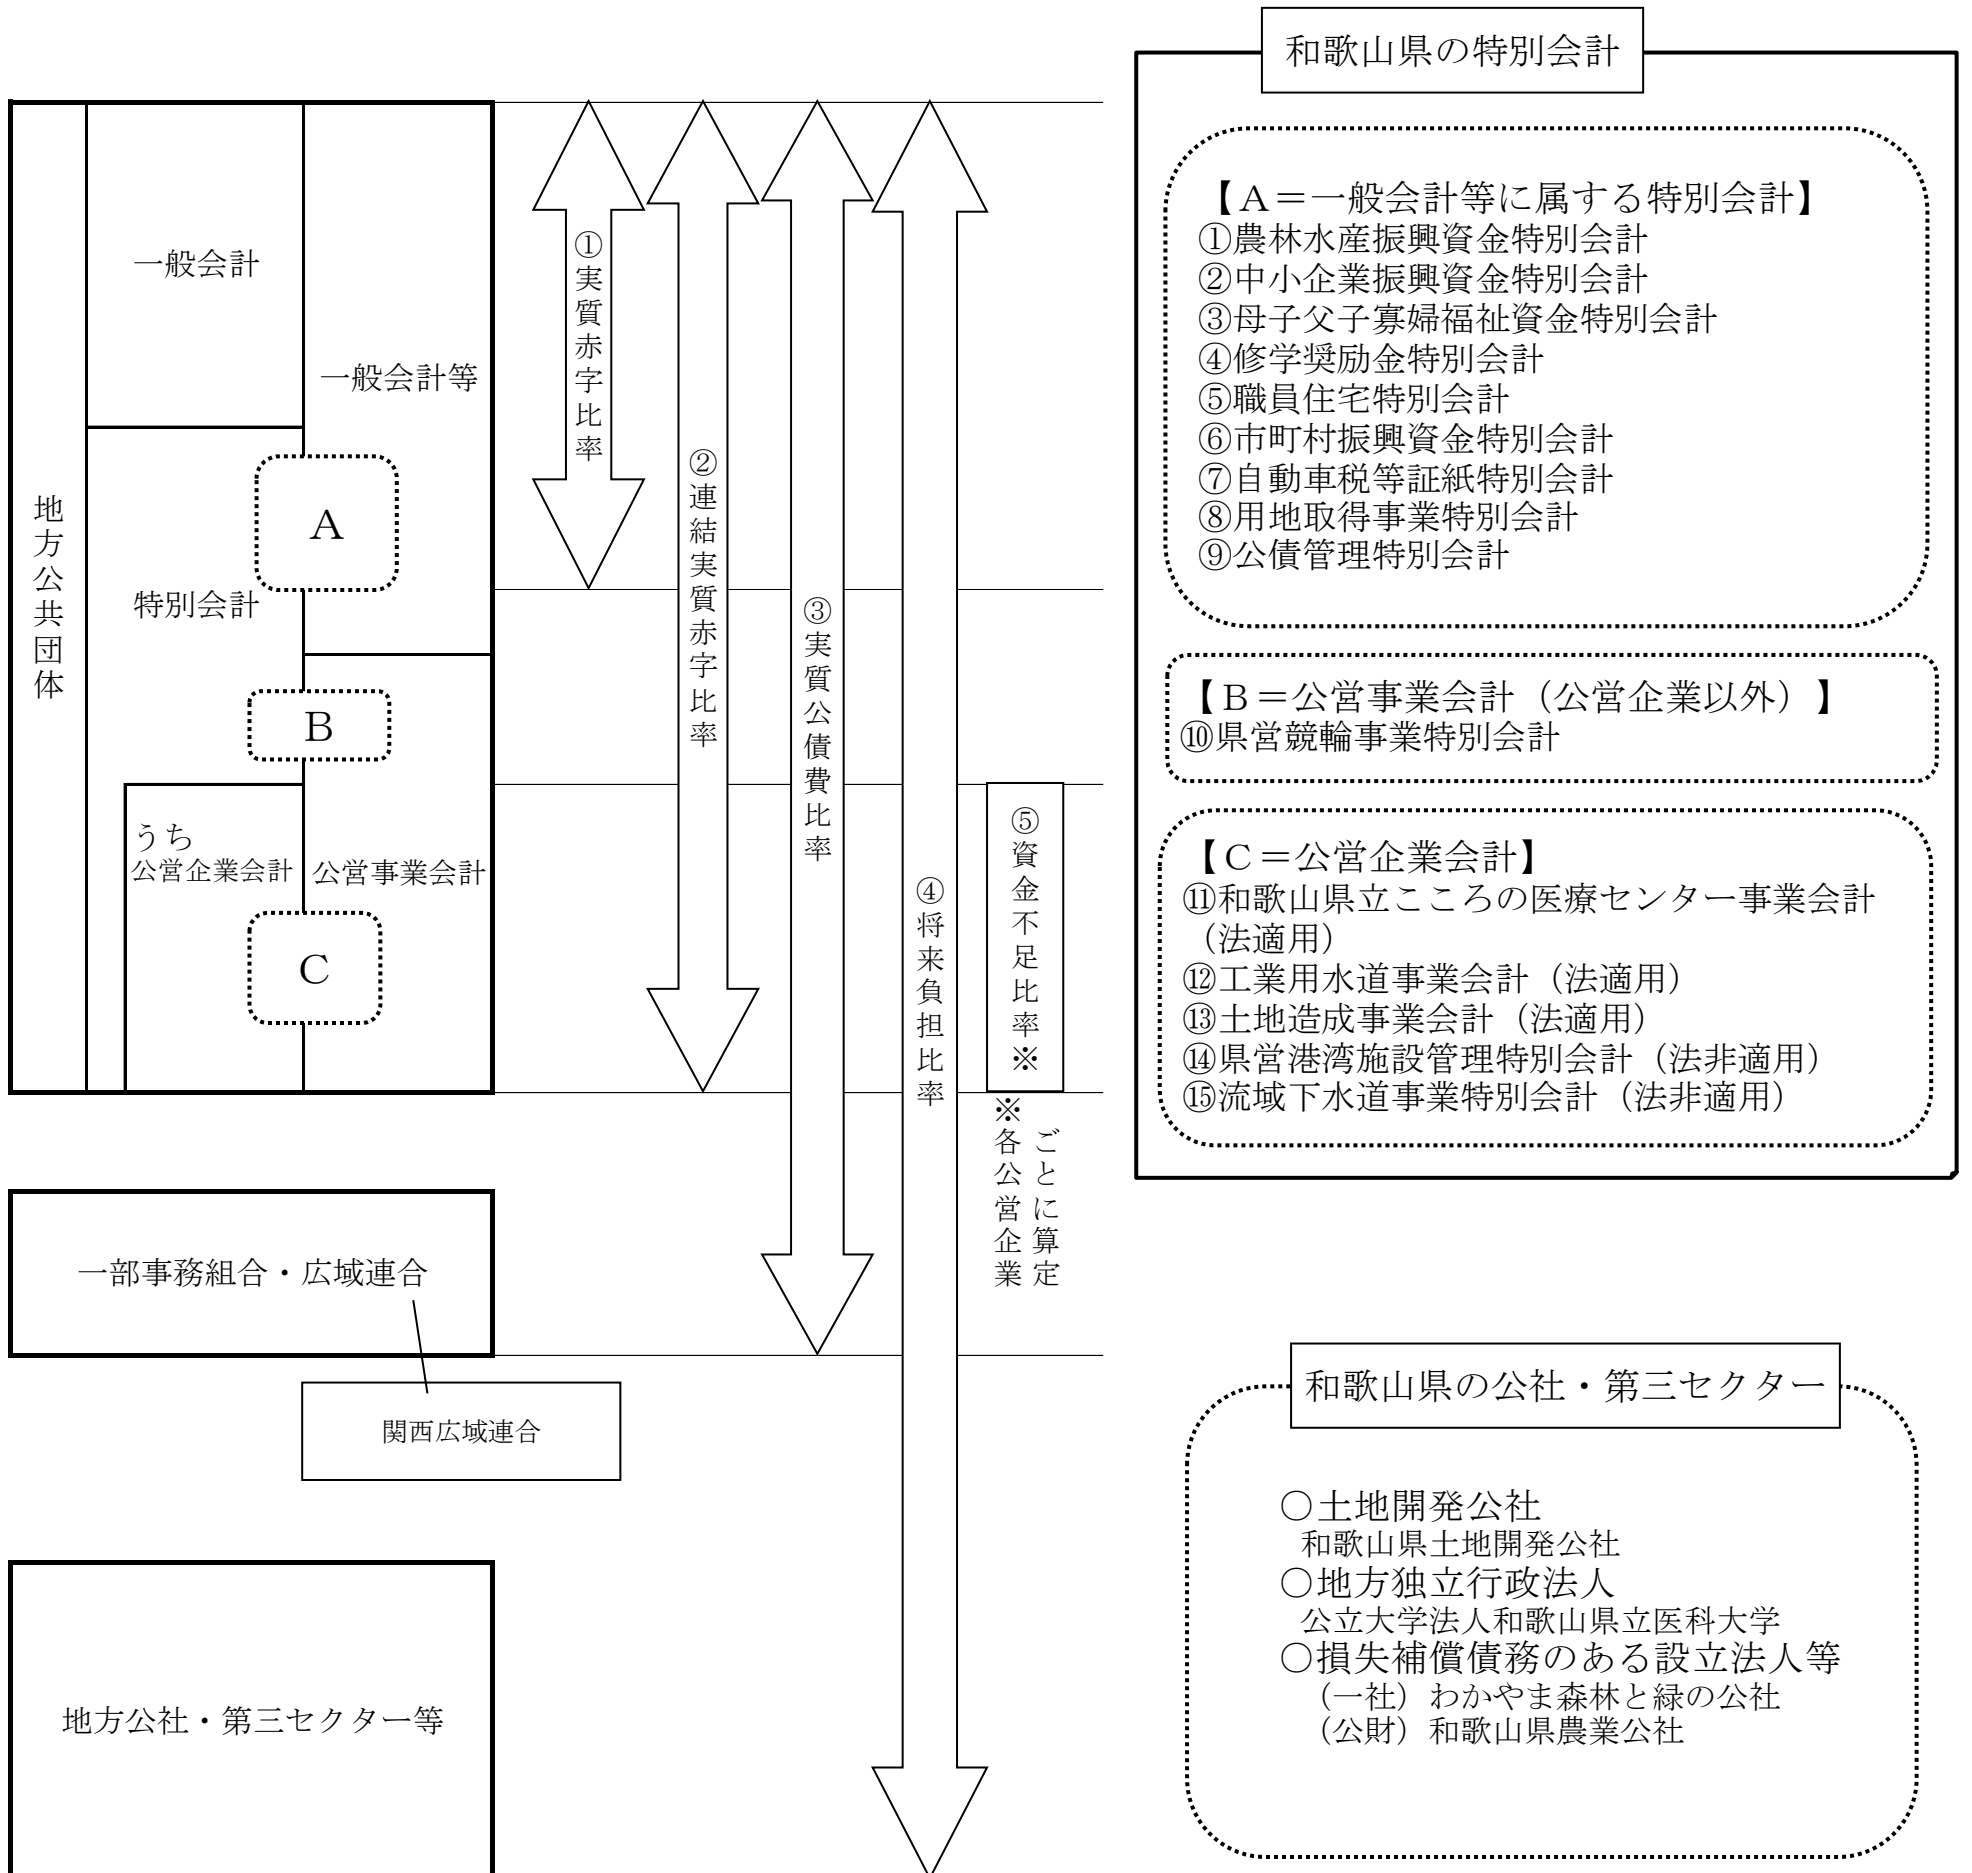 地方公共団体
一般会計
一般会計等
A
特別会計
B
うち
公営企業会計
公営事業会計
C
①実質赤字比率
②連結実質赤字比率
③実質公債費比率
④将来負担比率
⑤資金不足比率※
※各公営企業
ごとに算定
一部事務組合・広域連合
関西広域連合
地方公社・第三セクター等
和歌山県の特別会計
【A＝一般会計等に属する特別会計】
①農林水産振興資金特別会計
②中小企業振興資金特別会計
③母子父子寡婦福祉資金特別会計
④修学奨励金特別会計
⑤職員住宅特別会計
⑥市町村振興資金特別会計
⑦自動車税等証紙特別会計
⑧用地取得事業特別会計
⑨公債管理特別会計
【B＝公営事業会計（公営企業以外）】
⑩県営競輪事業特別会計
【C＝公営企業会計】
⑪和歌山県立こころの医療センター事業会計
（法適用）
⑫工業用水道事業会計（法適用）
⑬土地造成事業会計（法適用）
⑭県営港湾施設管理特別会計（法非適用）
⑮流域下水道事業特別会計（法非適用）
和歌山県の公社・第三セクター
○土地開発公社
和歌山県土地開発公社
○地方独立行政法人
公立大学法人和歌山県立医科大学
○損失補償債務のある設立法人等
（一社）わかやま森林と緑の公社
（公財）和歌山県農業公社